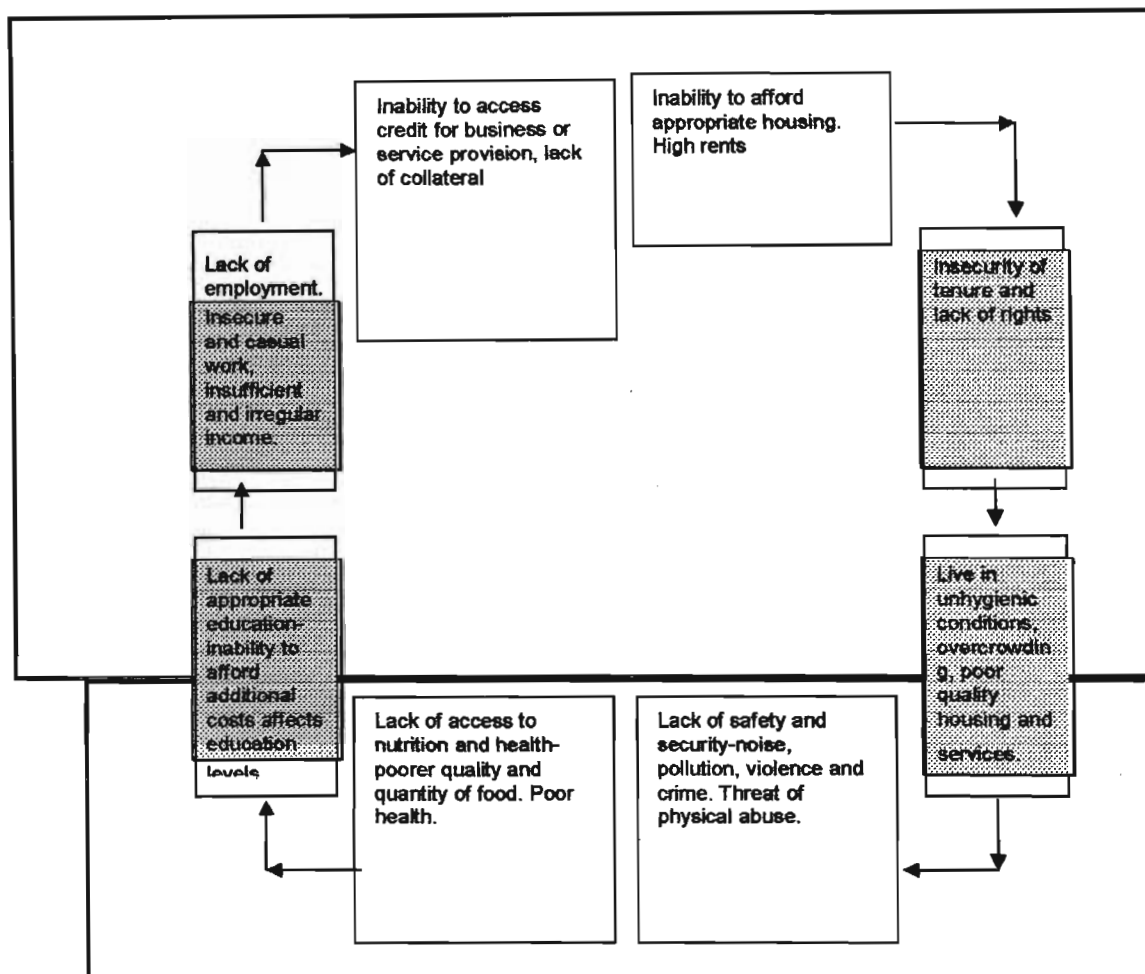 Inability to access
credit for business or
service provision, lack
of collateral
Inability to afford
appropriate housing.
High rents
Lack of
employment.
Insecure
and casual
work,
insufficient
and irregular
income.
Insecurity of
tenure and
lack of rights
Lack of
appropriate
education-
inability to
afford
additional
costs affects
education
levels
Live in
unhygienic
conditions,
overcrowdin
g, poor
quality
housing and
services.
Lack of access to
nutrition and health-
poorer quality and
quantity of food. Poor
health.
Lack of safety and
security-noise,
pollution, violence and
crime. Threat of
physical abuse.